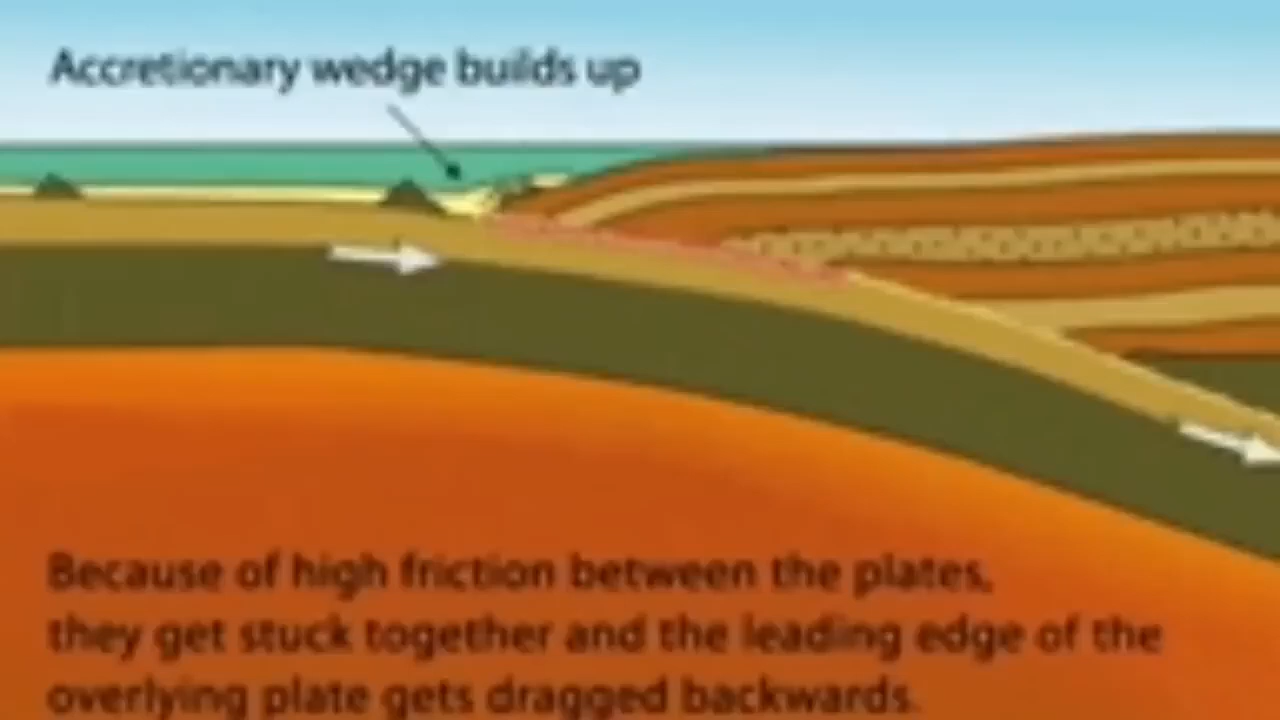 Accretionary wedge builds up
Because of high friction between the plates,
they get stuck together and the leading edge of the
overlying plate gets dragged backwards.